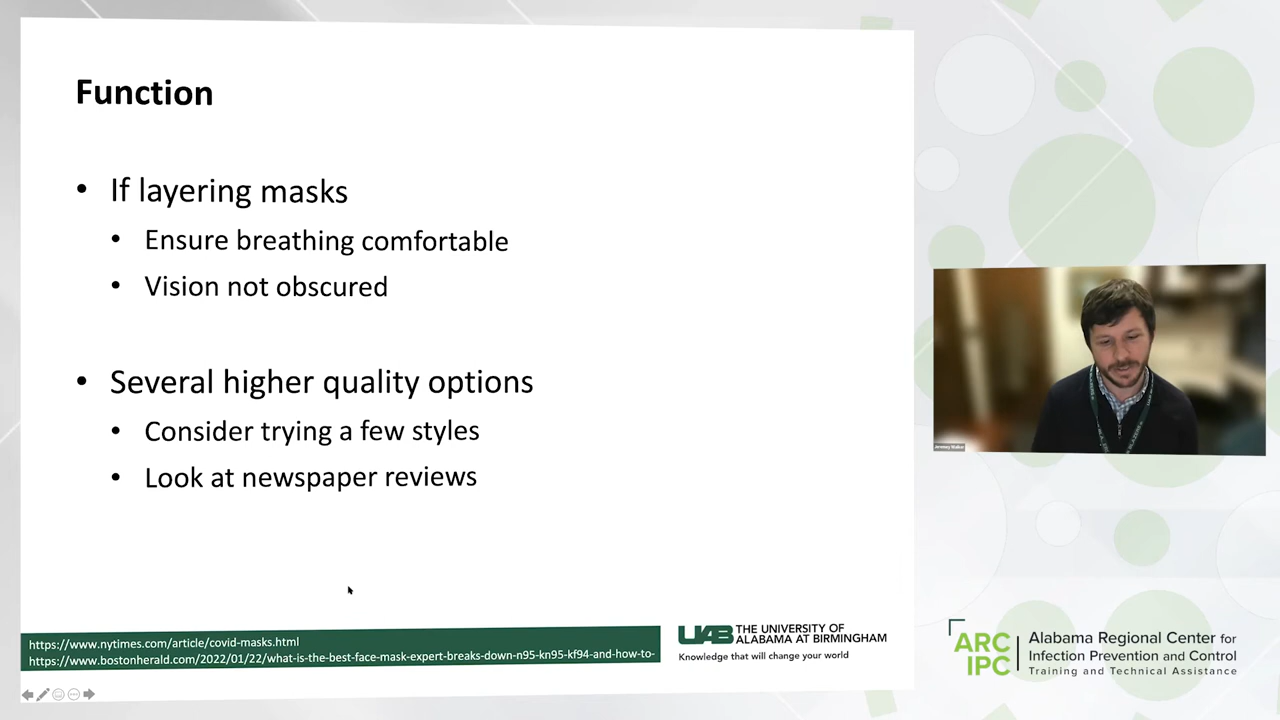 Function
• If layering masks
• Ensure breathing comfortable
• Vision not obscured
• Several higher quality options
• Consider trying a few styles
• Look at newspaper reviews
https://www.nytimes.com/article/covid-masks.html
https://www.bostonherald.com/2022/01/22/what-is-the-best-face-mask-expert-breaks-down-n95-kn95-kf94-and-how-to-
UAB THE UNIVERSITY OF
ALABAMA AT BIRMINGHAM
Knowledge that will change your world
Jeremey Walker
ARC
IPC
Alabama Regional Center for
Infection Prevention and Control
Training and Technical Assistance